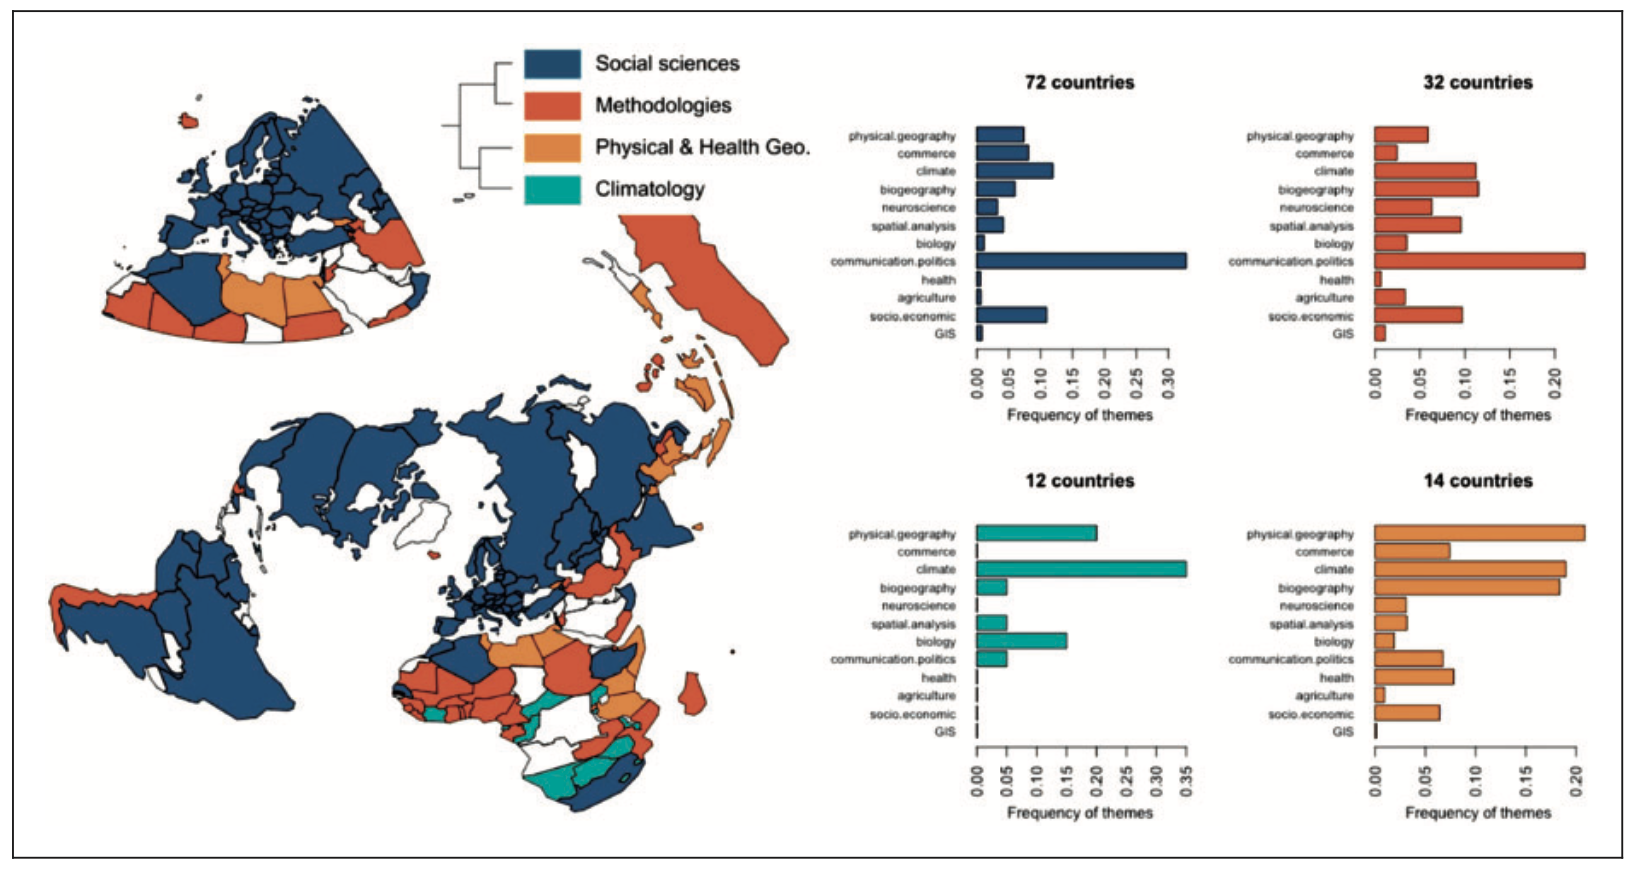 Social sciences
Methodologies
Physical & Health Geo.
Climatology
72 countries
physical.geography
commerce
climate
biogeography
neuroscience
spatial.analysis
biology
communication.politics
health
agriculture
socio.economic
GIS
0.00 0.05 0.10 0.15 0.20 0.25 0.30
Frequency of themes
32 countries
physical.geography
commerce
climate
biogeography
neuroscience
spatial.analysis
biology
communication.politics
health
agriculture
socio.economic
GIS
0.00 0.05 0.10 0.15 0.20
Frequency of themes
12 countries
physical.geography
commerce
climate
biogeography
neuroscience
spatial.analysis
biology
communication.politics
health
agriculture
socio.economic
GIS
0.00 0.05 0.10 0.15 0.20 0.25 0.30 0.35
Frequency of themes
14 countries
physical.geography
commerce
climate
biogeography
neuroscience
spatial.analysis
biology
communication.politics
health
agriculture
socio.economic
GIS
0.00 0.05 0.10 0.15 0.20
Frequency of themes